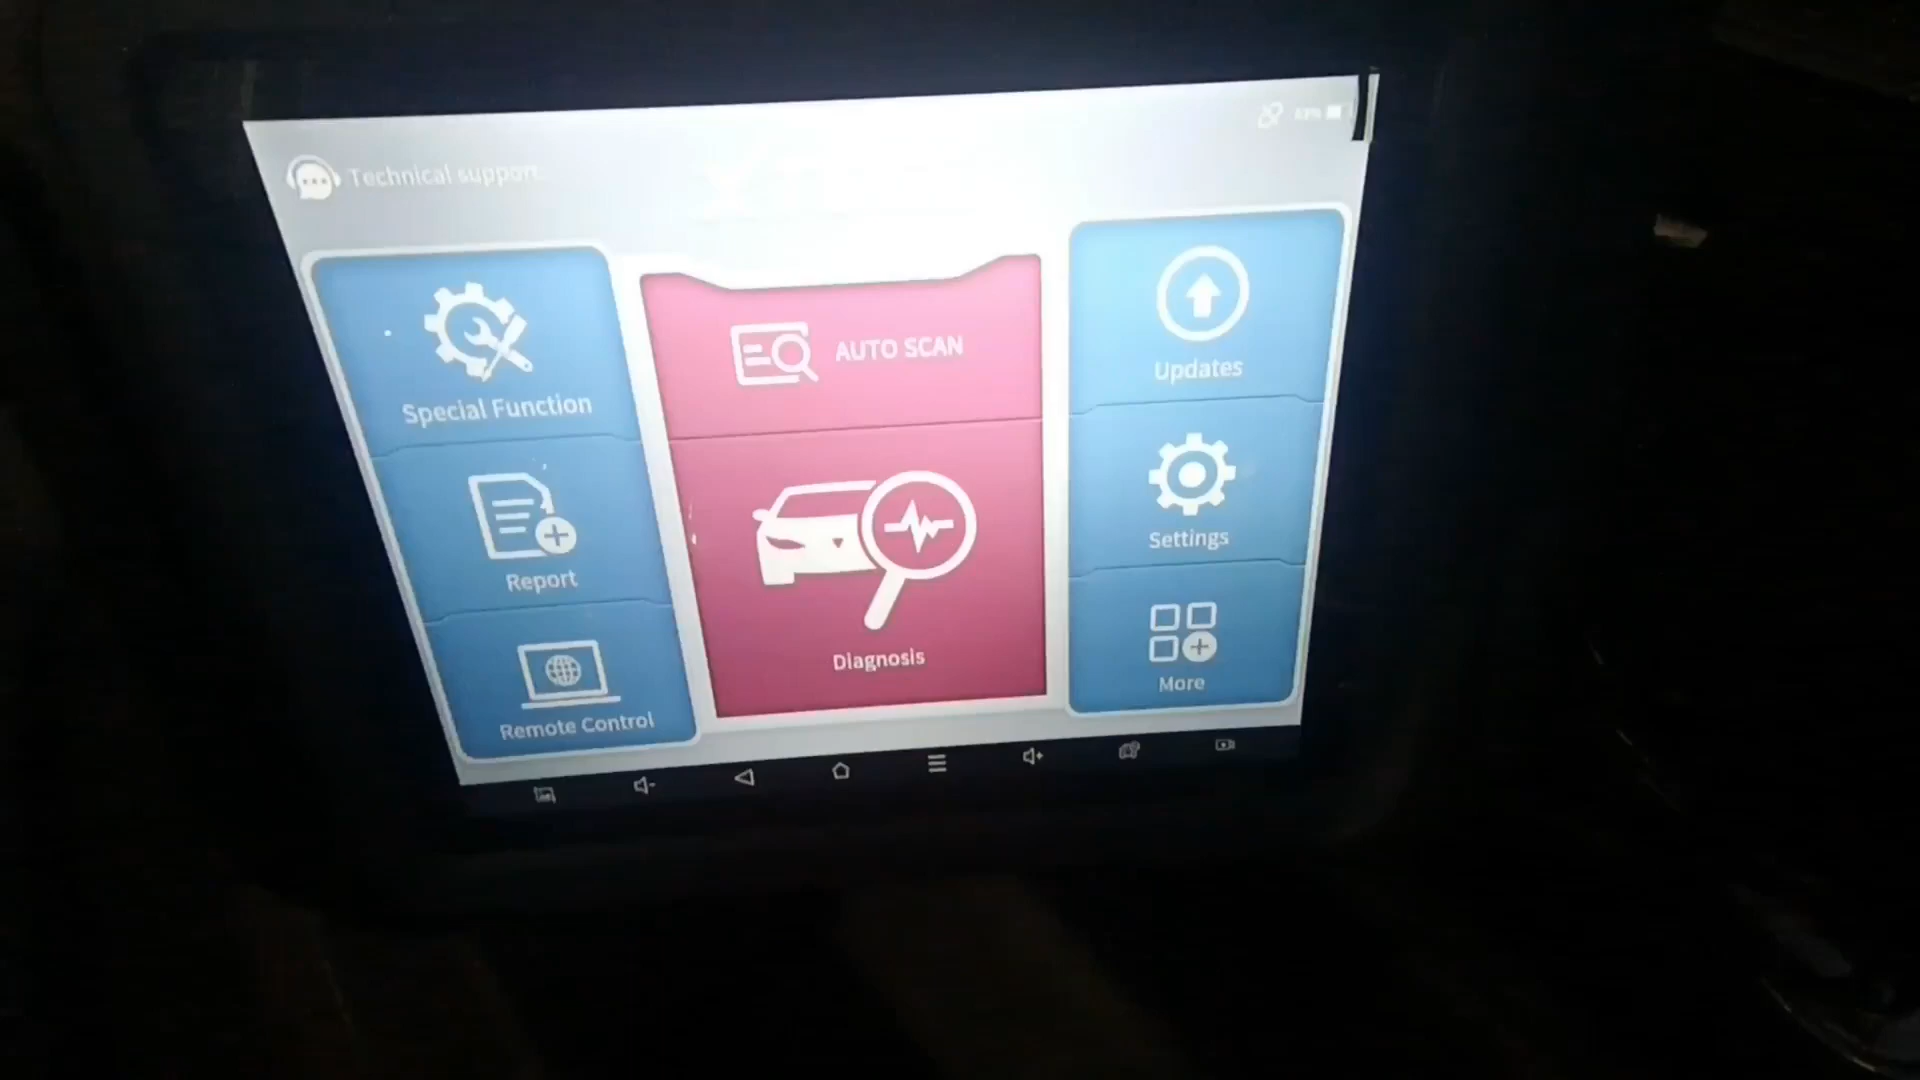 Technical support
AUTO SCAN
Updates
Special Function
Settings
Report
Diagnosis
More
Remote Control